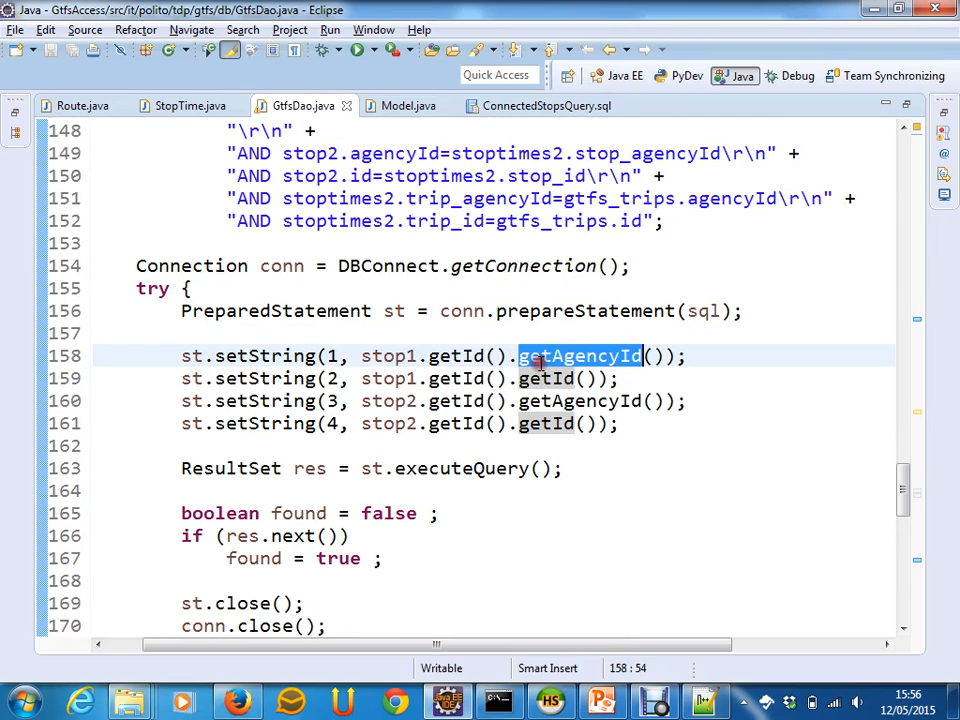 Java - GtfsAccess/src/it/polito/tdp/gtfs/db/GtfsDao.java - Eclipse
File Edit Source Refactor Navigate Search Project Run Window Help
Quick Access Java EE PyDev Java Debug Team Synchronizing
Route.java StopTime.java GtfsDao.java Model.java ConnectedStopsQuery.sql
148 "\r\n" +
149 "AND stop2.agencyId=stoptimes2.stop_agencyId\r\n" +
150 "AND stop2.id=stoptimes2.stop_id\r\n" +
151 "AND stoptimes2.trip_agencyId=gtfs_trips.agencyId\r\n" +
152 "AND stoptimes2.trip_id=gtfs_trips.id";
153
154 Connection conn = DBConnect.getConnection();
155 try {
156 PreparedStatement st = conn.prepareStatement(sql);
157
158 st.setString(1, stop1.getId().getAgencyId());
159 st.setString(2, stop1.getId().getId());
160 st.setString(3, stop2.getId().getAgencyId());
161 st.setString(4, stop2.getId().getId());
162
163 ResultSet res = st.executeQuery();
164
165 boolean found = false ;
166 if (res.next())
167 found = true ;
168
169 st.close();
170 conn.close();
Writable Smart Insert 158 : 54
15:56
12/05/2015